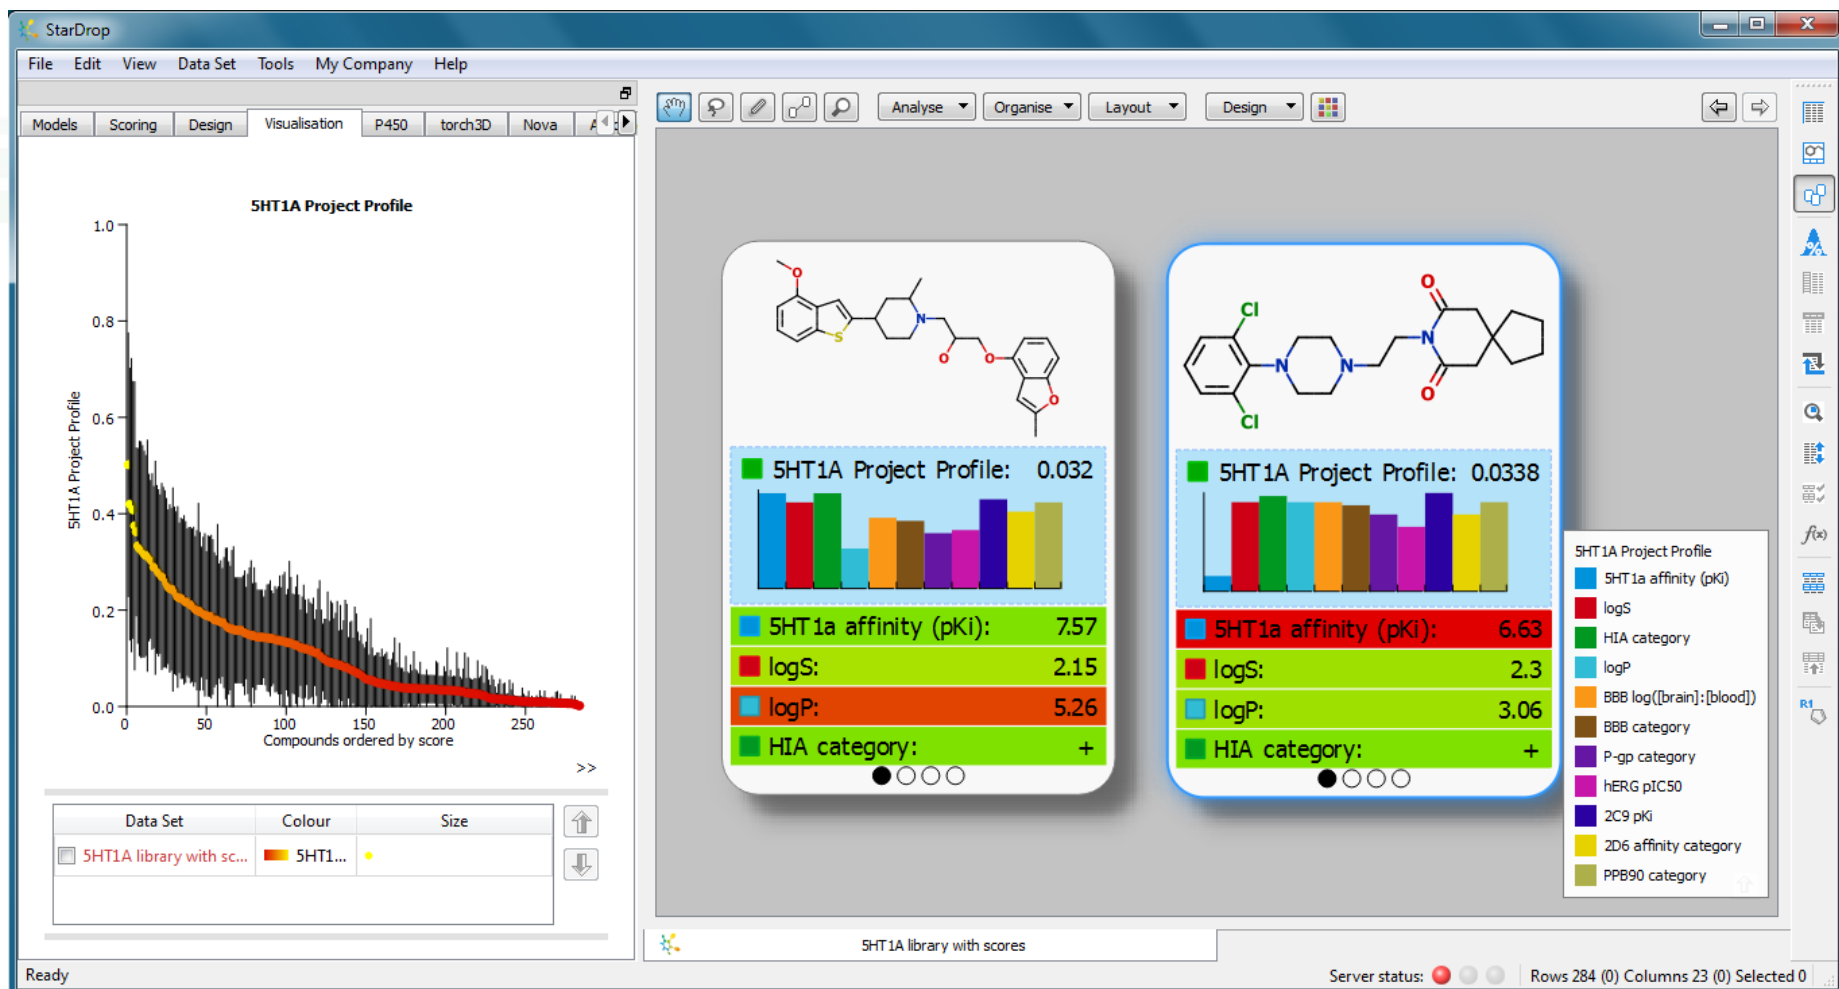 StarDrop
File Edit View Data Set Tools My Company Help
Models Scoring Design Visualisation P450 torch3D Nova
Analyse Organise Layout Design
5HT1A Project Profile
1.0
0.8
0.6
0.4
0.2
0.0
5HT1A Project Profile
0 50 100 150 200 250
Compounds ordered by score
>>
Data Set Colour Size
5HT1A library with sc... 5HT1...
O
S
N
O
O
O
5HT1A Project Profile: 0.032
5HT1a affinity (pKi): 7.57
logS: 2.15
logP: 5.26
HIA category: +
Cl
Cl
N
N
N
O
O
5HT1A Project Profile: 0.0338
5HT1a affinity (pKi): 6.63
logS: 2.3
logP: 3.06
HIA category: +
5HT1A Project Profile
5HT1a affinity (pKi)
logS
HIA category
logP
BBB log([brain]:[blood])
BBB category
P-gp category
hERG pIC50
2C9 pKi
2D6 affinity category
PPB90 category
f(x)
R1
5HT1A library with scores
Ready
Server status: Rows 284 (0) Columns 23 (0) Selected 0